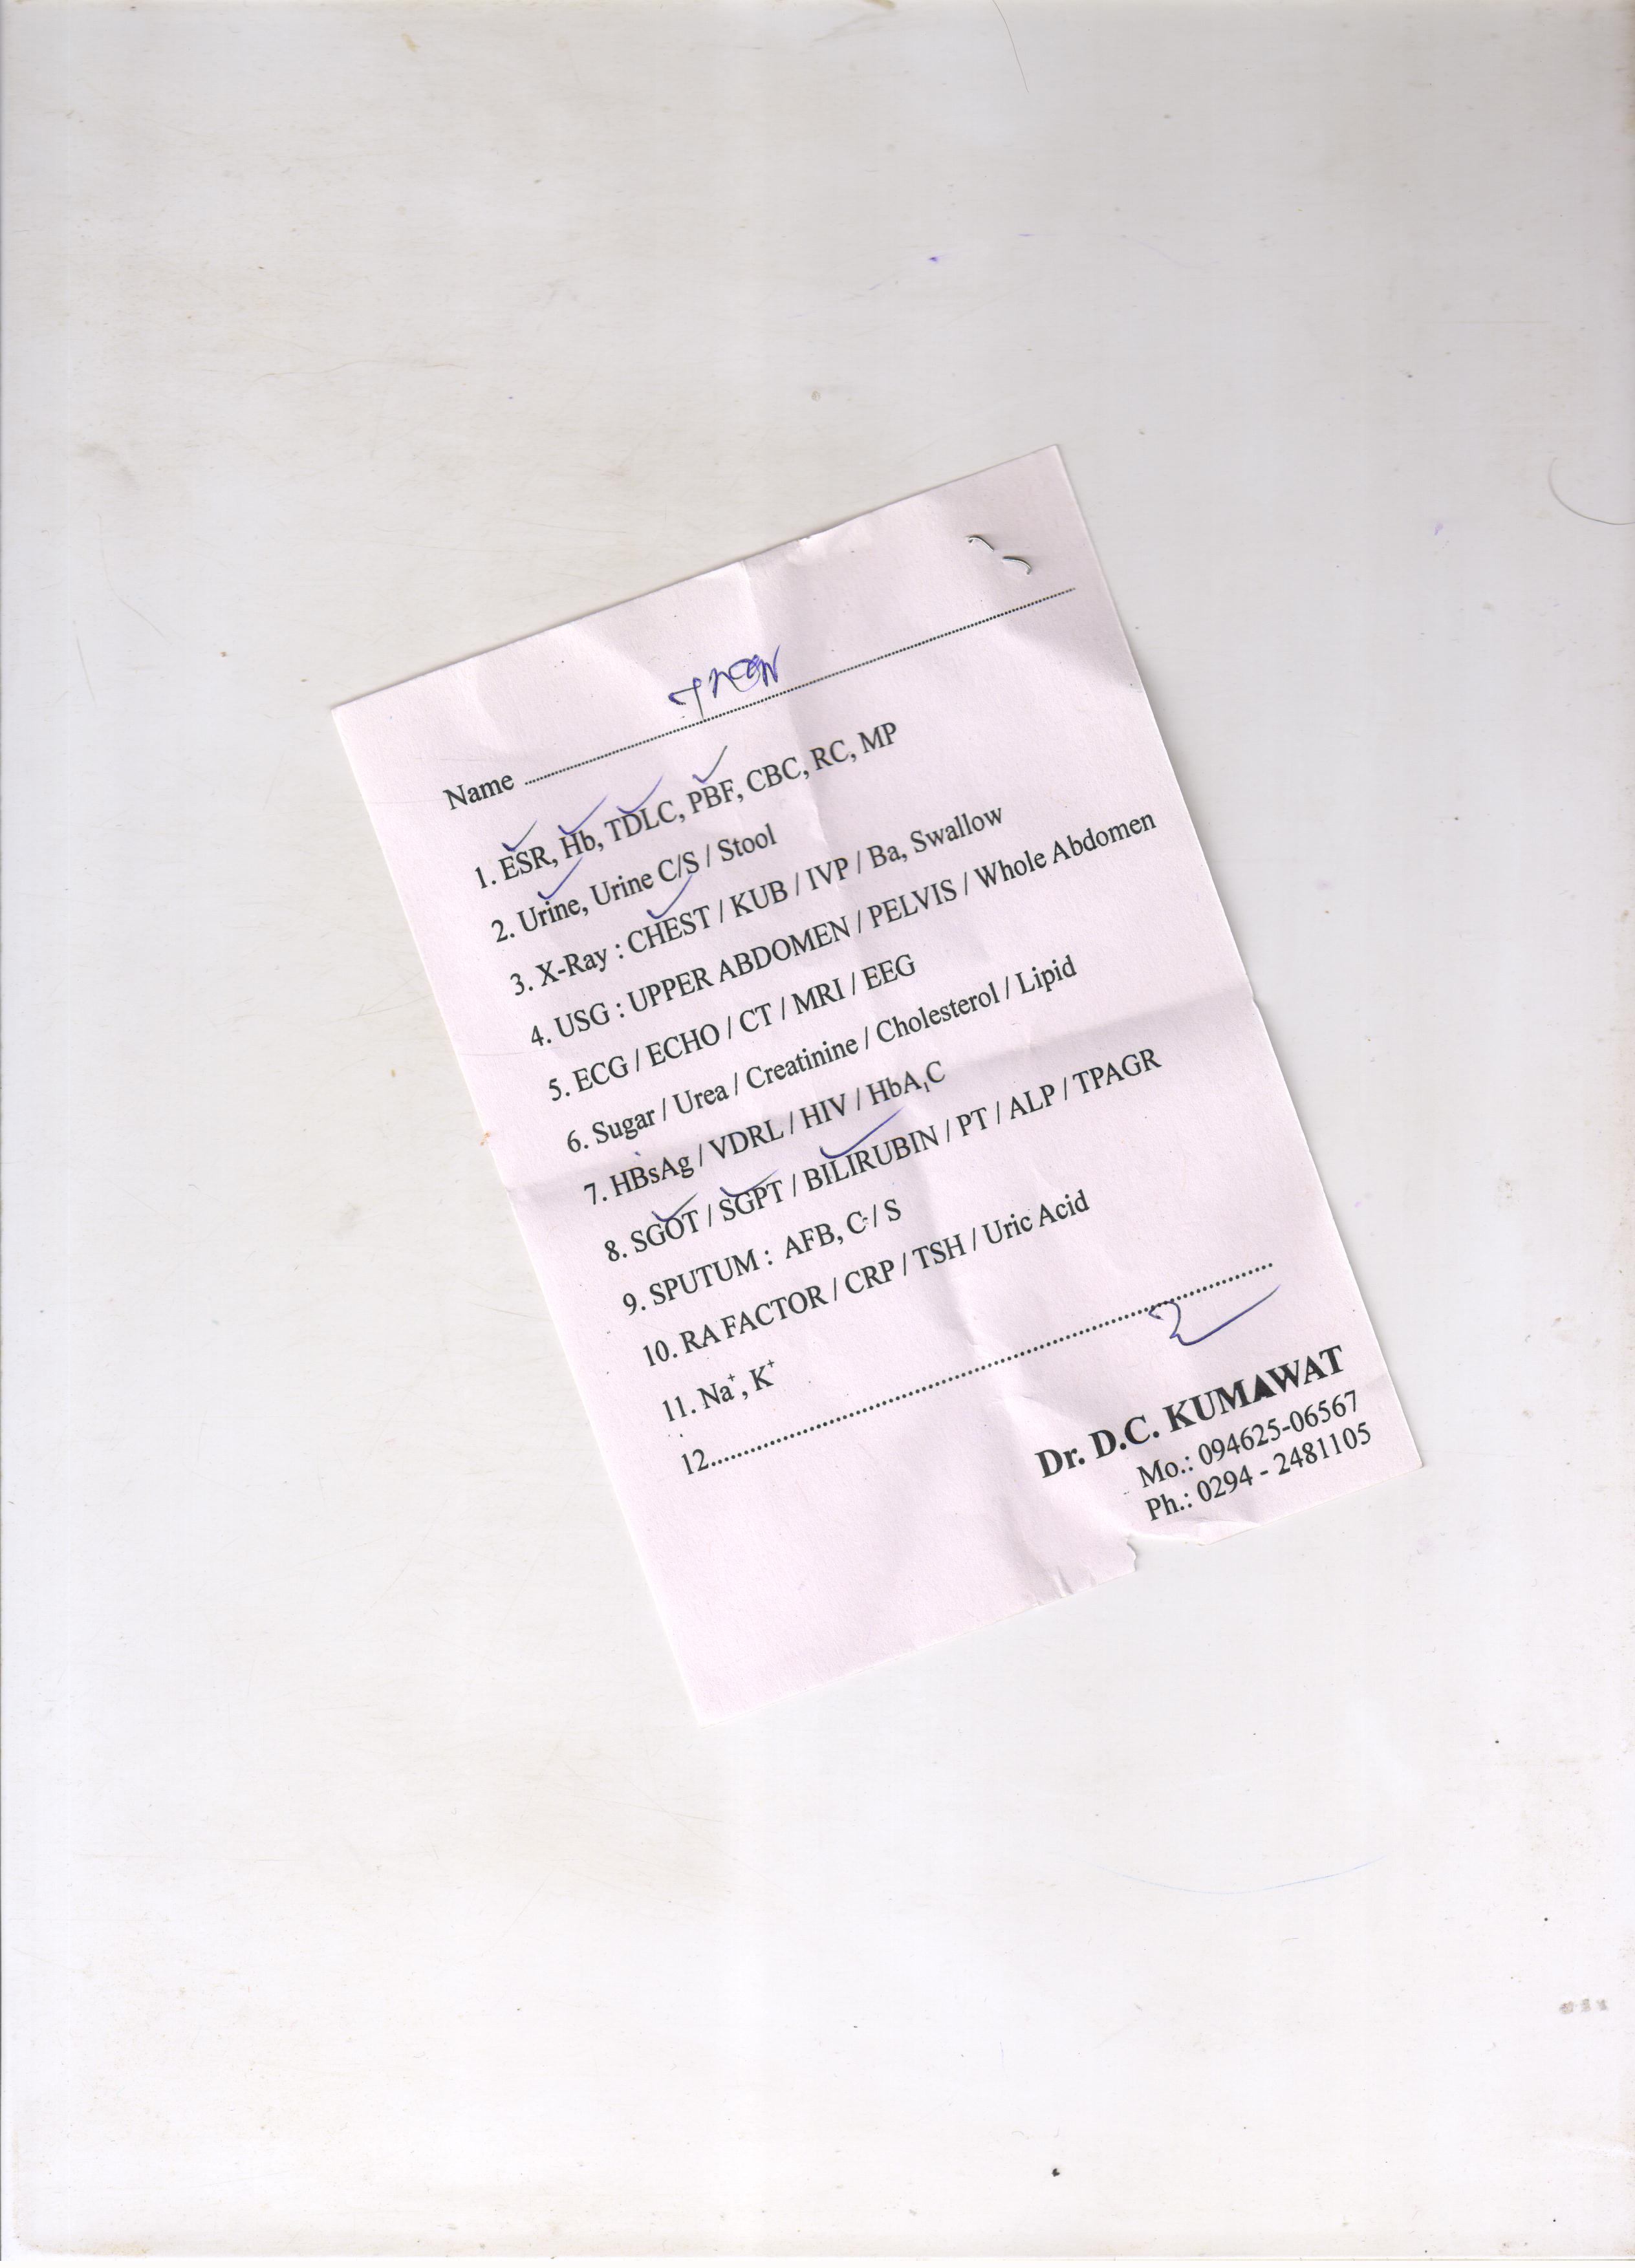 Name
1. ESR, Hb, TDLC, PBF, CBC, RC, MP
2. Urine, Urine C/S / Stool
3. X-Ray : CHEST / KUB / IVP / Ba, Swallow
4. USG : UPPER ABDOMEN / PELVIS / Whole Abdomen
5. ECG / ECHO / CT / MRI / EEG
6. Sugar / Urea / Creatinine / Cholesterol / Lipid
7. HBsAg / VDRL / HIV / HbA₁C
8. SGOT / SGPT / BILIRUBIN / PT / ALP / TPAGR
9. SPUTUM : AFB, C / S
10. RA FACTOR / CRP / TSH / Uric Acid
11. Na⁺, K⁺
12.
Dr. D.C. KUMAWAT
Mo.: 094625-06567
Ph.: 0294 - 2481105